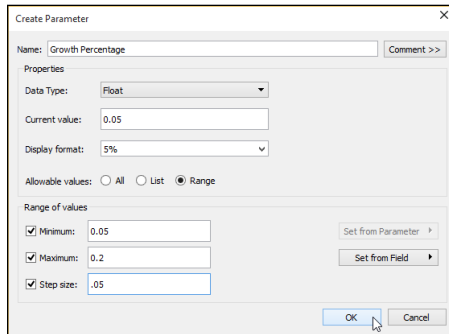 Create Parameter
Name: Growth Percentage Comment >>
Properties
Data Type: Float
Current value: 0.05
Display format: 5%
Allowable values: All List Range
Range of values
Minimum: 0.05 Set from Parameter
Maximum: 0.2 Set from Field
Step size: .05
OK Cancel